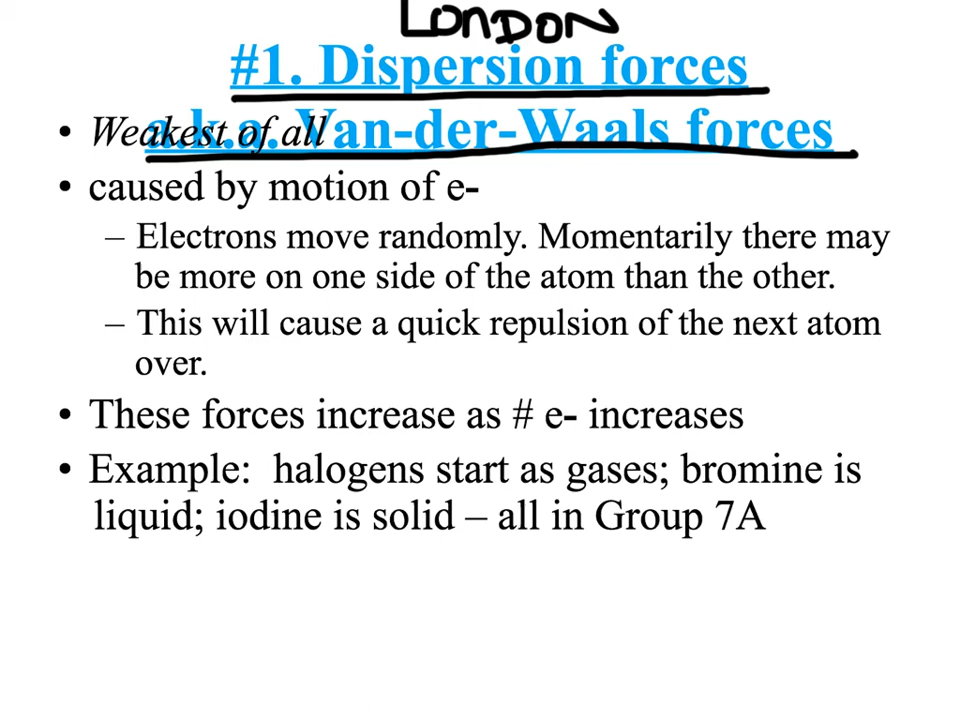 LONDON
#1. Dispersion forces
a.k.a. Van-der-Waals forces
• Weakest of all
• caused by motion of e-
– Electrons move randomly. Momentarily there may
be more on one side of the atom than the other.
– This will cause a quick repulsion of the next atom
over.
• These forces increase as # e- increases
• Example: halogens start as gases; bromine is
liquid; iodine is solid – all in Group 7A